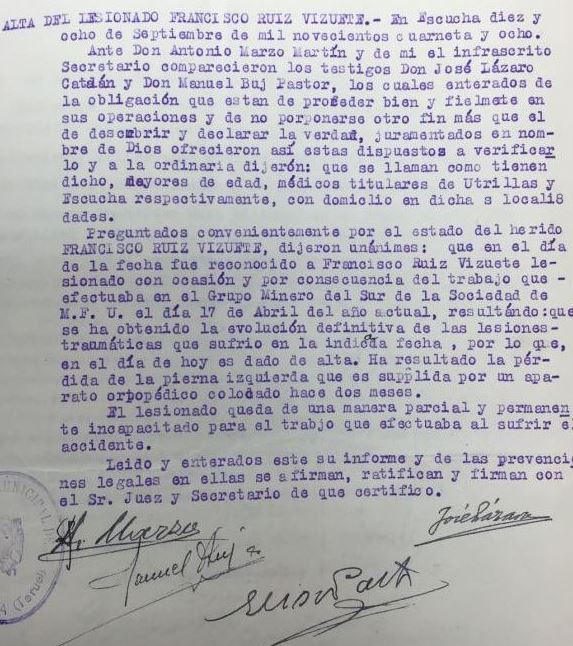 ALTA DEL LESIONADO FRANCISCO RUIZ VIZUETE.- En Escucha diez y
ocho de Septiembre de mil novecientos cuarneta y ocho.
Ante Don Antonio Marzo Martín y de mi el infrascrito
Secretario comparecieron los testigos Don José Lázaro
Catalán y Don Manuel Buj Pastor, los cuales enterados de
la obligación que estan de proceder bien y fielmete en
sus operaciones y de no porponerse otro fin más que el
de descubrir y declarar la verdad, juramentados en nom-
bre de Dios ofrecieron así estas dispuestos a verificar
lo y a la ordinaria dijerón: que se llaman como tienen
dicho, mayores de edad, médicos titulares de Utrillas y
Escucha respectivamente, con domiclio en dicha s locali8
dades.
Preguntados convenientemente por el estado del herido
FRANCISCO RUIZ VIZUETE, dijeron unánimes: que en el día
de la fecha fue reconocido a Francisco Ruiz Vizuete le-
sionado con ocasión y por consecuencia del trabajo que -
efectuaba en el Grupo Minero del Sur de la Sociedad de
M.F. U. el día 17 de Abril del año actual, resultándo:que
se ha obtenido la evolución definitiva de las lesiones-
traumáticas que sufrio en la indicaa fecha , por lo que,
en el día de hoy es dado de alta. Ha resultado la pér-
dida de la pierna izquierda que es suplida por un apa-
rato ortopédico colocado hace dos meses.
El lesionado queda de una manera parcial y permanen
te incapacitado para el trabjo que efectuaba al sufrir el
accidente.
Leido y enterados este su informe y de las prevenci
nes legales en ellas se afirman, ratifican y firman con
el Sr. Juez y Secretario de que certifico.
A. Marzo
José Lázaro
Manuel Buj
(Teruel)